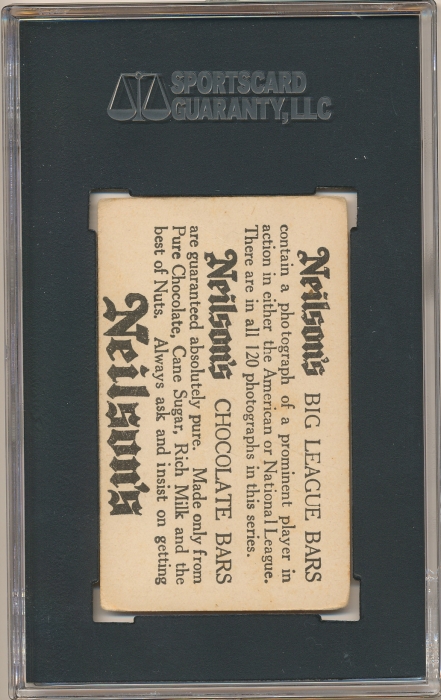 SPORTSCARD
GUARANTY, LLC
Neilson's BIG LEAGUE BARS
contain a photograph of a prominent player in
action in either the American or National League.
There are in all 120 photographs in this series.
Neilson's CHOCOLATE BARS
are guaranteed absolutely pure. Made only from
Pure Chocolate, Cane Sugar, Rich Milk and the
best of Nuts. Always ask and insist on getting
Neilson's